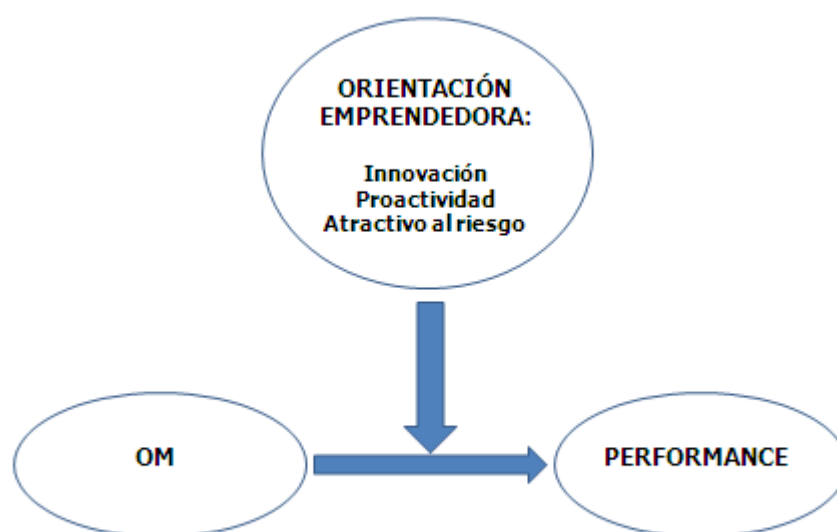 ORIENTACIÓN
EMPRENDEDORA:
Innovación
Proactividad
Atractivo al riesgo
OM
PERFORMANCE